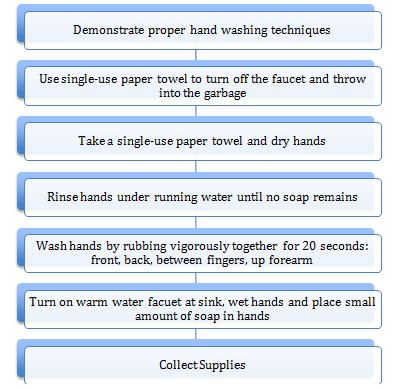 Demonstrate proper hand washing techniques
Use single-use paper towel to turn off the faucet and throw
into the garbage
Take a single-use paper towel and dry hands
Rinse hands under running water until no soap remains
Wash hands by rubbing vigorously together for 20 seconds:
front, back, between fingers, up forearm
Turn on warm water facuet at sink, wet hands and place small
amount of soap in hands
Collect Supplies